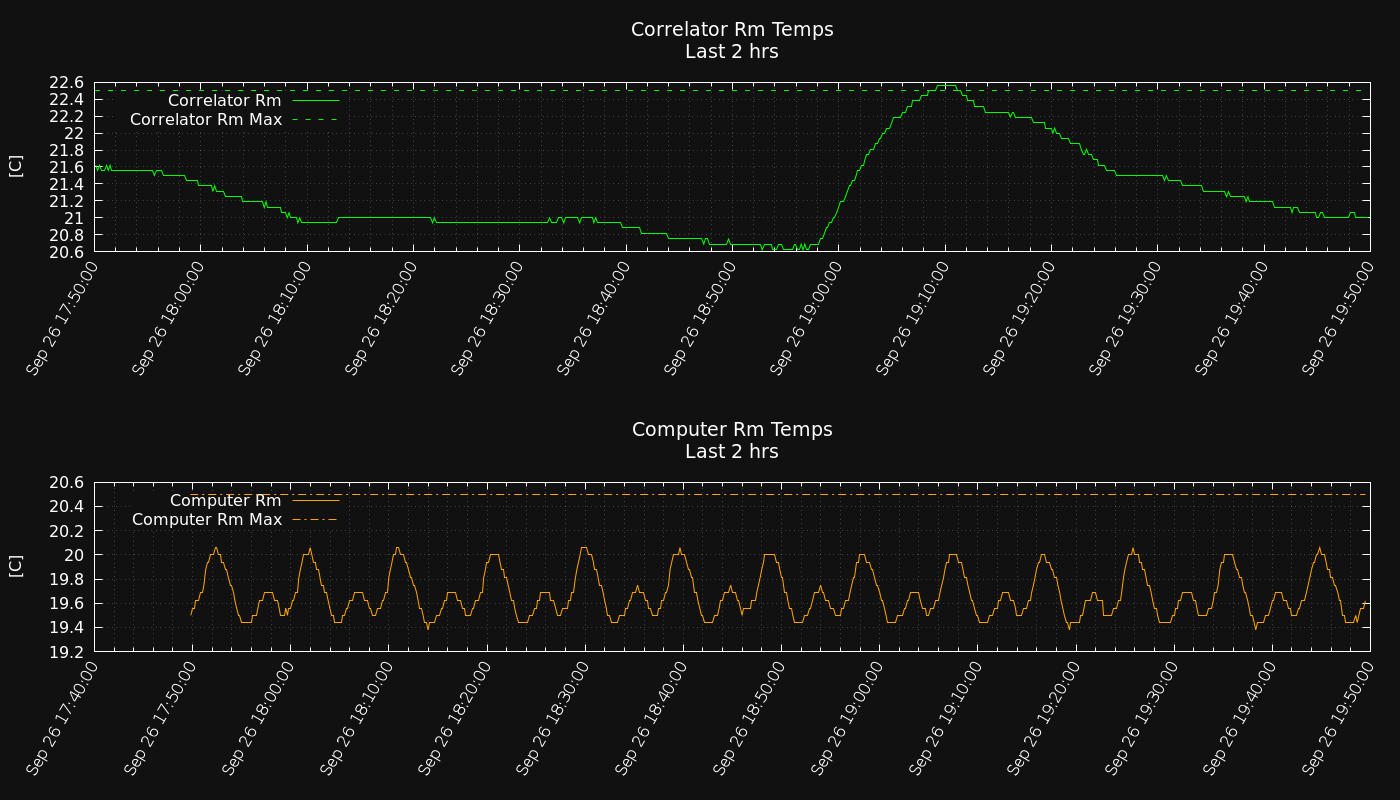 Correlator Rm Temps
Last 2 hrs
22.6
22.4
22.2
22
21.8
21.6
21.4
21.2
21
20.8
20.6
[C]
Correlator Rm
Correlator Rm Max
Sep 26 17:50:00
Sep 26 18:00:00
Sep 26 18:10:00
Sep 26 18:20:00
Sep 26 18:30:00
Sep 26 18:40:00
Sep 26 18:50:00
Sep 26 19:00:00
Sep 26 19:10:00
Sep 26 19:20:00
Sep 26 19:30:00
Sep 26 19:40:00
Sep 26 19:50:00
Computer Rm Temps
Last 2 hrs
20.6
20.4
20.2
20
19.8
19.6
19.4
19.2
[C]
Computer Rm
Computer Rm Max
Sep 26 17:40:00
Sep 26 17:50:00
Sep 26 18:00:00
Sep 26 18:10:00
Sep 26 18:20:00
Sep 26 18:30:00
Sep 26 18:40:00
Sep 26 18:50:00
Sep 26 19:00:00
Sep 26 19:10:00
Sep 26 19:20:00
Sep 26 19:30:00
Sep 26 19:40:00
Sep 26 19:50:00